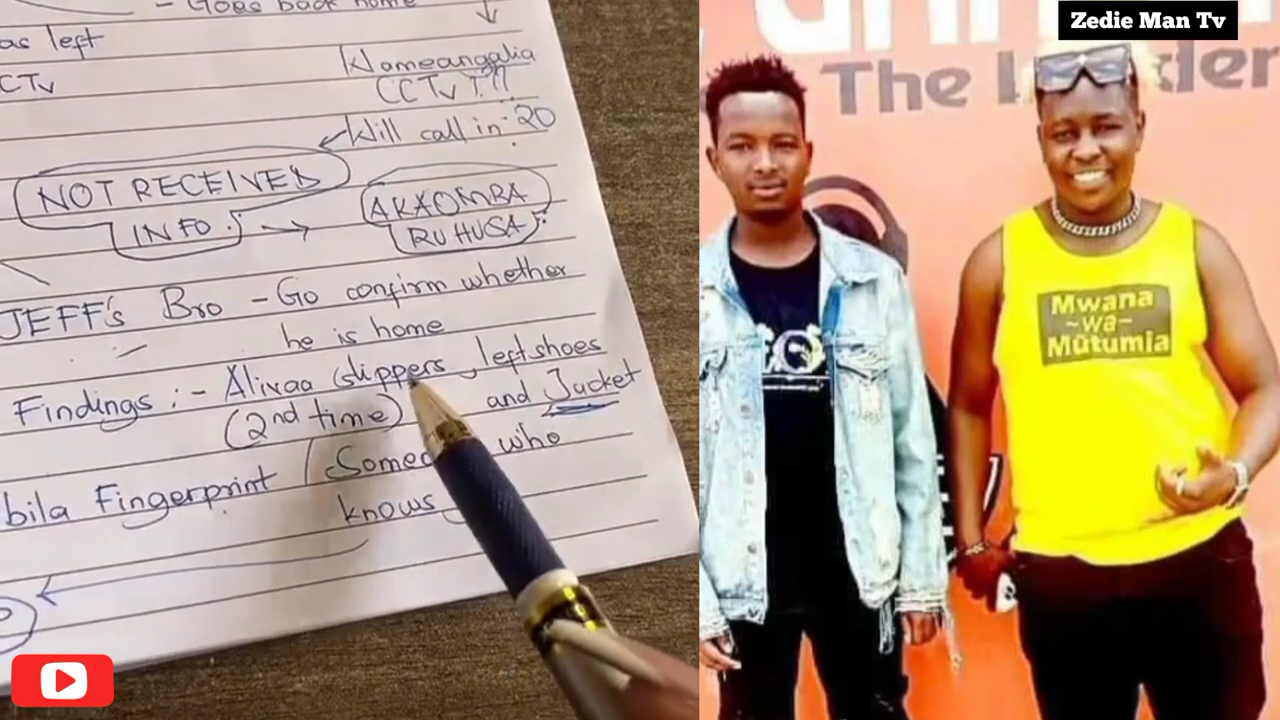 - Goes back home
as left
CTv
Wameangalia
CCTv ???
Will call in 20
NOT RECEIVED
INFO.
AKAOMBA
RUHUSA
JEFF's Bro - Go confirm whether
he is home
Findings :- Alivaa slippers, left shoes
(2nd time) and Jacket
bila Fingerprint / who
knows
Zedie Man Tv
The
Mwana
~wa~
Mũtumia